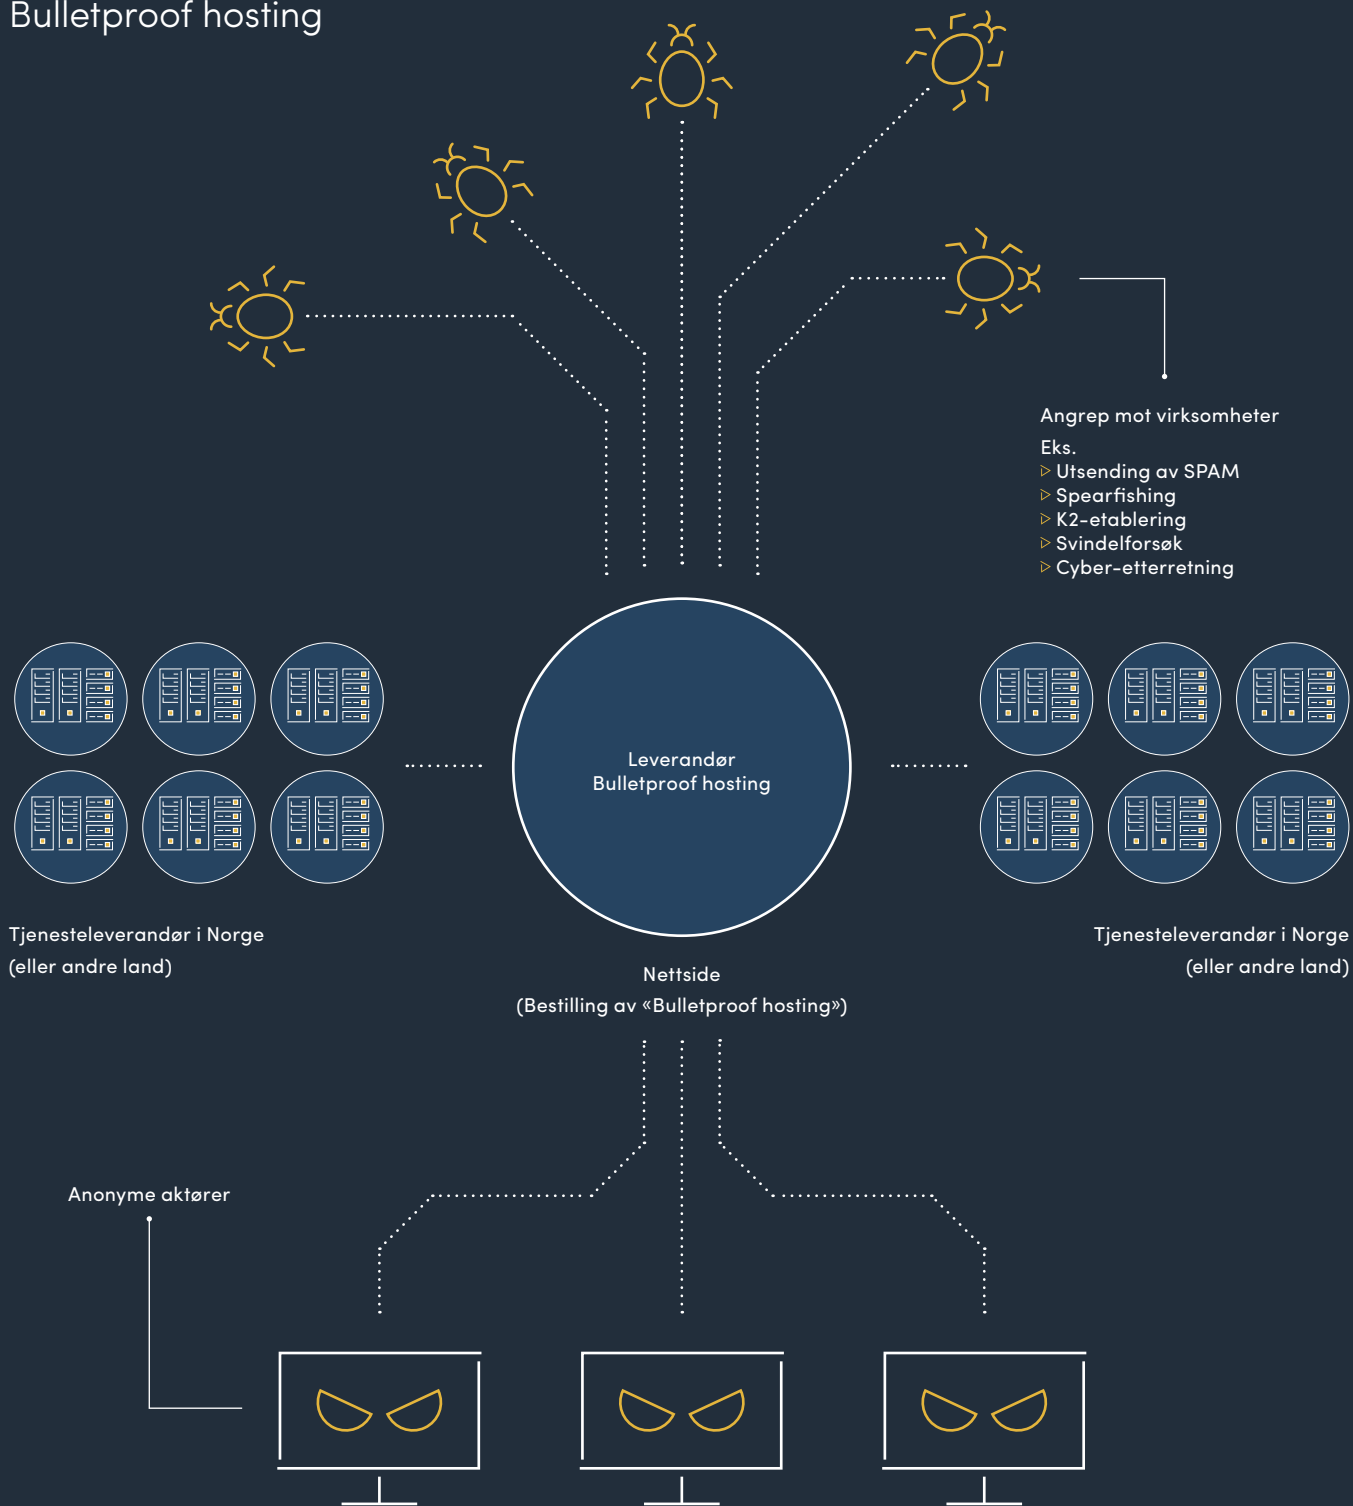 Bulletproof hosting
Angrep mot virksomheter
Eks.
Utsending av SPAM
Spearfishing
K2-etablering
Svindelforsøk
Cyber-etterretning
Leverandør
Bulletproof hosting
Tjenesteleverandør i Norge
(eller andre land)
Tjenesteleverandør i Norge
(eller andre land)
Nettside
(Bestilling av «Bulletproof hosting»)
Anonyme aktører